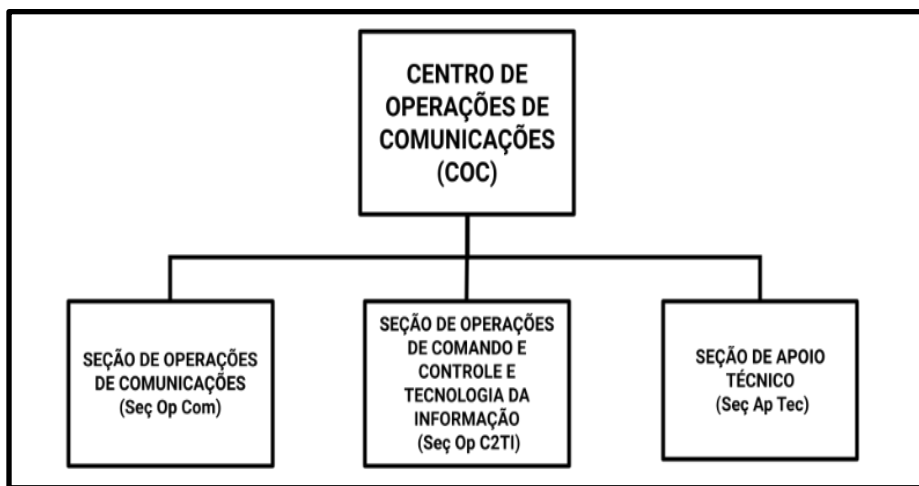 CENTRO DE
OPERAÇÕES DE
COMUNICAÇÕES
(COC)
SEÇÃO DE OPERAÇÕES
DE COMUNICAÇÕES
(Seç Op Com)
SEÇÃO DE OPERAÇÕES
DE COMANDO E
CONTROLE E
TECNOLOGIA DA
INFORMAÇÃO
(Seç Op C2TI)
SEÇÃO DE APOIO
TÉCNICO
(Seç Ap Tec)